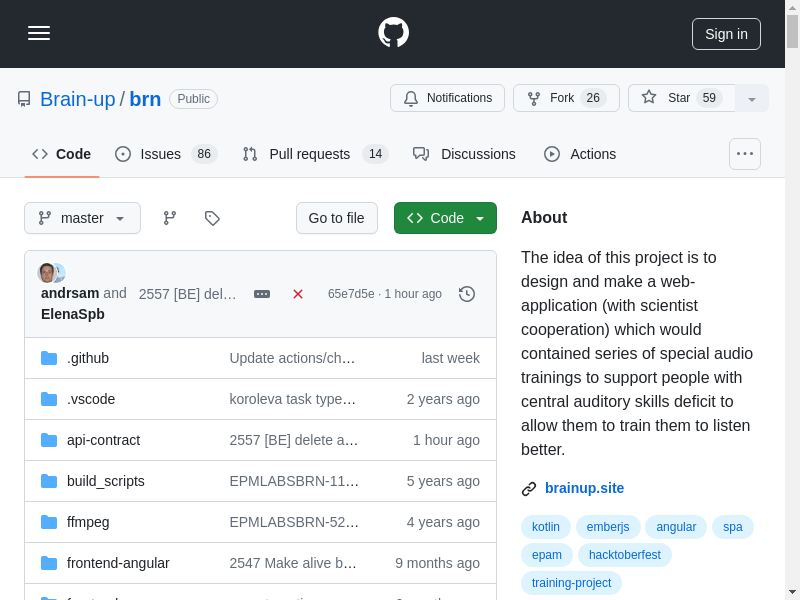 Sign in
Brain-up / brn Public
Notifications
Fork 26
Star 59
Code
Issues 86
Pull requests 14
Discussions
Actions
master
Go to file
Code
andrsam and
ElenaSpb
2557 [BE] del…
65e7d5e · 1 hour ago
.github Update actions/ch… last week
.vscode koroleva task type… 2 years ago
api-contract 2557 [BE] delete a… 1 hour ago
build_scripts EPMLABSBRN-11… 5 years ago
ffmpeg EPMLABSBRN-52… 4 years ago
frontend-angular 2547 Make alive b… 9 months ago
About
The idea of this project is to
design and make a web-
application (with scientist
cooperation) which would
contained series of special audio
trainings to support people with
central auditory skills deficit to
allow them to train them to listen
better.
brainup.site
kotlin emberjs angular spa
epam hacktoberfest
training-project